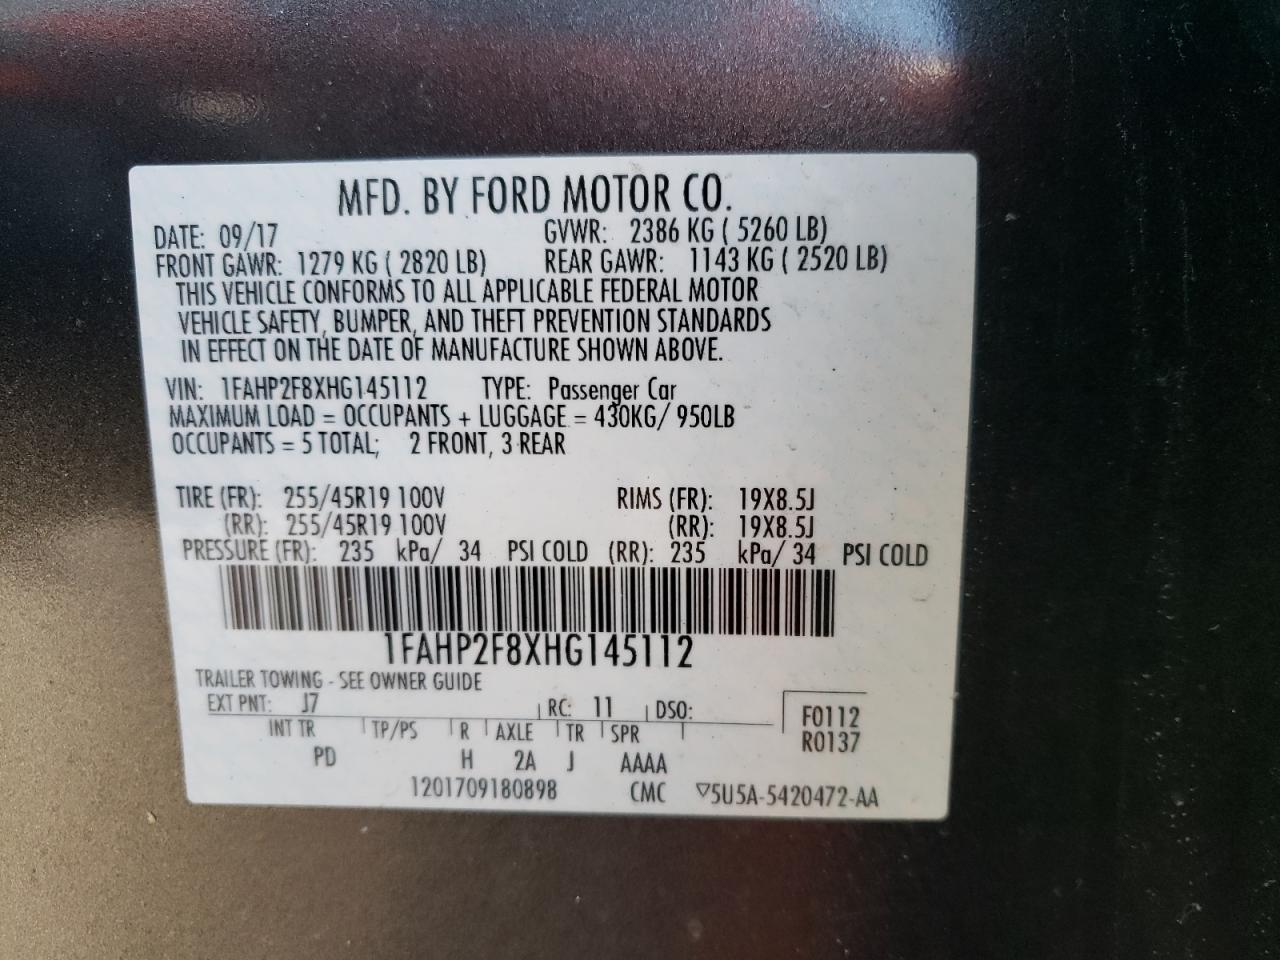 MFD. BY FORD MOTOR CO.
DATE: 09/17 GVWR: 2386 KG ( 5260 LB)
FRONT GAWR: 1279 KG ( 2820 LB) REAR GAWR: 1143 KG ( 2520 LB)
THIS VEHICLE CONFORMS TO ALL APPLICABLE FEDERAL MOTOR
VEHICLE SAFETY, BUMPER, AND THEFT PREVENTION STANDARDS
IN EFFECT ON THE DATE OF MANUFACTURE SHOWN ABOVE.
VIN: 1FAHP2F8XHG145112 TYPE: Passenger Car
MAXIMUM LOAD = OCCUPANTS + LUGGAGE = 430KG/ 950LB
OCCUPANTS = 5 TOTAL; 2 FRONT, 3 REAR
TIRE (FR): 255/45R19 100V RIMS (FR): 19X8.5J
(RR): 255/45R19 100V (RR): 19X8.5J
PRESSURE (FR): 235 kPa/ 34 PSI COLD (RR): 235 kPa/ 34 PSI COLD
1FAHP2F8XHG145112
TRAILER TOWING - SEE OWNER GUIDE
EXT PNT: J7 RC: 11 DSO: F0112
INT TR TP/PS R AXLE TR SPR R0137
PD H 2A J AAAA
1201709180898 CMC ▽5U5A-5420472-AA